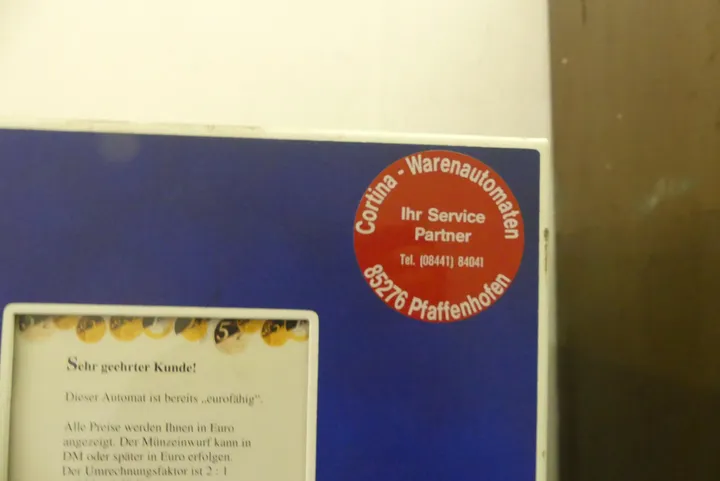 Cortina - Warenautomaten
Ihr Service
Partner
Tel. (08441) 84041
85276 Pfaffenhofen
Sehr geehrter Kunde!
Dieser Automat ist bereits „eurofähig“.
Alle Preise werden Ihnen in Euro
angezeigt. Der Münzeinwurf kann in
DM oder später in Euro erfolgen.
Der Umrechnungsfaktor ist 2 : 1